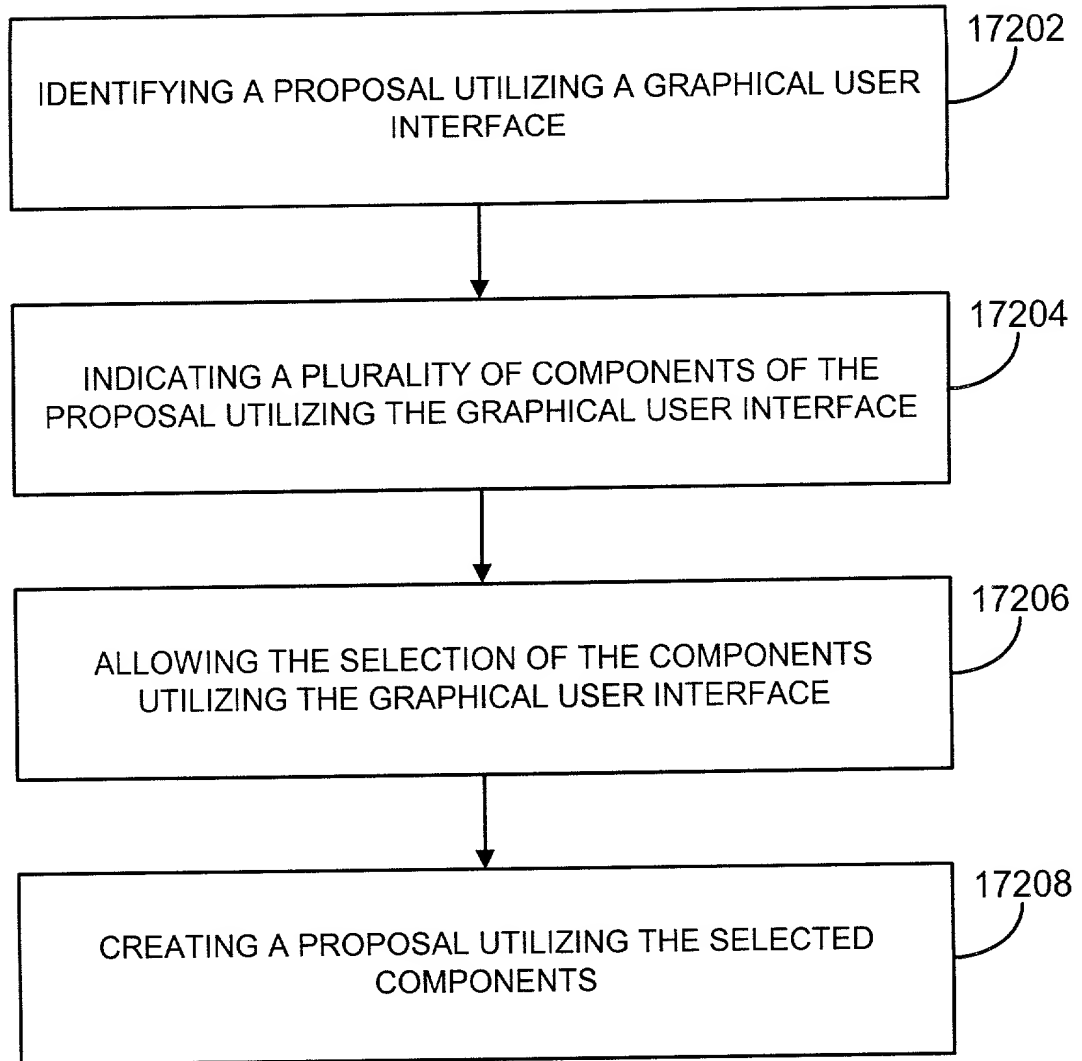 17202
IDENTIFYING A PROPOSAL UTILIZING A GRAPHICAL USER
INTERFACE
17204
INDICATING A PLURALITY OF COMPONENTS OF THE
PROPOSAL UTILIZING THE GRAPHICAL USER INTERFACE
17206
ALLOWING THE SELECTION OF THE COMPONENTS
UTILIZING THE GRAPHICAL USER INTERFACE
17208
CREATING A PROPOSAL UTILIZING THE SELECTED
COMPONENTS